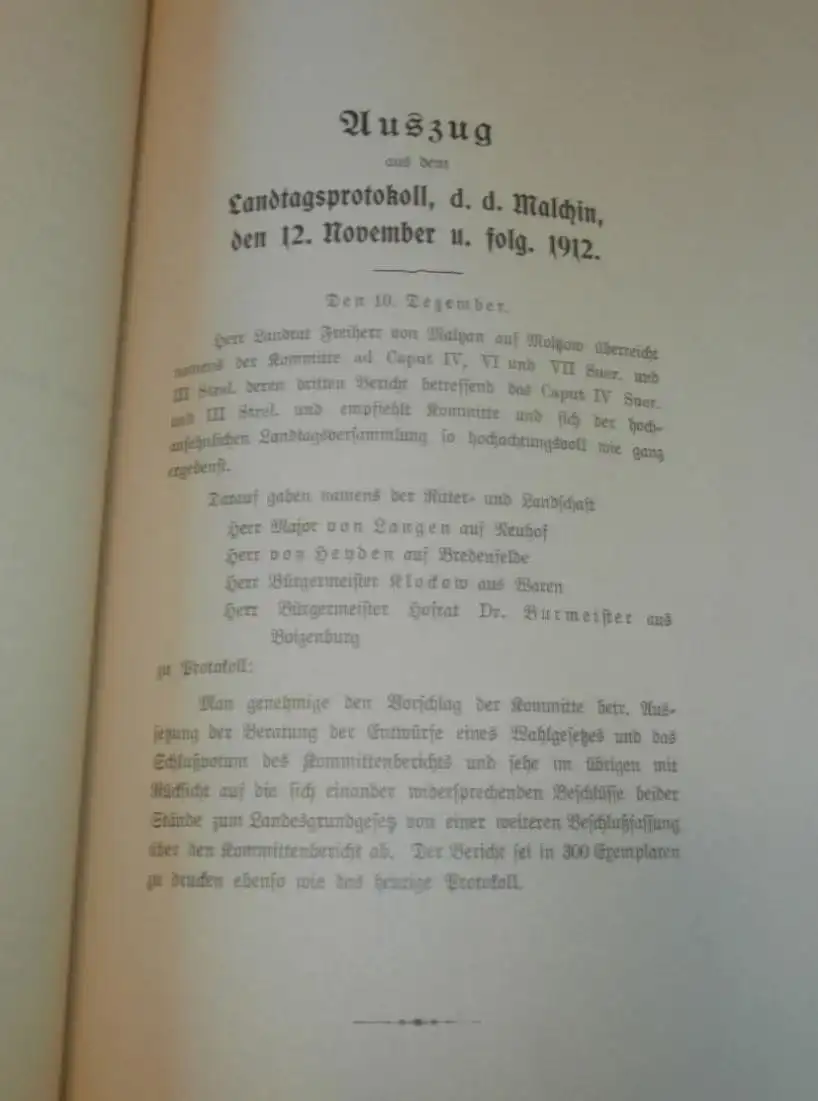 Auszug
aus dem
Landtagsprotokoll, d. d. Malchin,
den 12. November u. folg. 1912.
Den 10. Dezember.
Herr Landrat Freiherr von Maltzan auf Moltzow überreicht
namens der Kommitte ad Caput IV, VI und VII Suer. und
III Strel. deren dritten Bericht betreffend das Caput IV Suer.
und III Strel. und empfiehlt Kommitte und sich der hoch-
ansehnlichen Landtagsversammlung so hochachtungsvoll wie ganz
ergebenst.
Darauf gaben namens der Ritter- und Landschaft
Herr Major von Langen auf Neuhof
Herr von Heyden auf Bredenfelde
Herr Bürgermeister Klockow aus Waren
Herr Bürgermeister Hofrat Dr. Burmeister aus
Boizenburg
zu Protokoll:
Man genehmige den Vorschlag der Kommitte betr. Aus-
setzung der Beratung der Entwürfe eines Wahlgesetzes und das
Schlußvotum des Kommittenberichts und sehe im übrigen mit
Rücksicht auf die sich einander widersprechenden Beschlüsse beider
Stände zum Landesgrundgesetz von einer weiteren Beschlußfassung
über den Kommittenbericht ab. Der Bericht sei in 300 Exemplaren
zu drucken ebenso wie das heutige Protokoll.